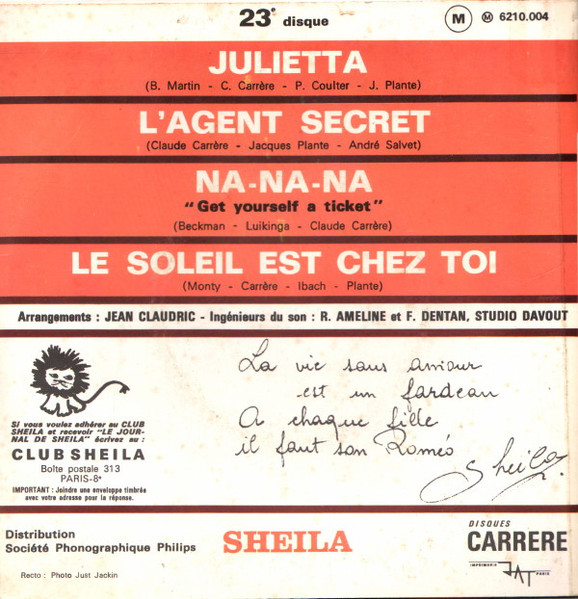 23e disque
M M 6210.004
JULIETTA
(B. Martin - C. Carrère - P. Coulter - J. Plante)
L'AGENT SECRET
(Claude Carrère - Jacques Plante - André Salvet)
NA-NA-NA
"Get yourself a ticket"
(Beckman - Luikinga - Claude Carrère)
LE SOLEIL EST CHEZ TOI
(Monty - Carrère - Ibach - Plante)
Arrangements : JEAN CLAUDRIC - Ingénieurs du son : R. AMELINE et F. DENTAN, STUDIO DAVOUT
Si vous voulez adhérer au CLUB
SHEILA et recevoir "LE JOUR-
NAL DE SHEILA" écrivez au :
CLUB SHEILA
Boîte postale 313
PARIS-8e
IMPORTANT : Joindre une enveloppe timbrée
avec votre adresse pour la réponse.
La vie sans amour
est un fardeau
A chaque fille
il faut son Roméo
Sheila.
Distribution
Société Phonographique Philips
SHEILA
DISQUES
CARRERE
IMPRIMERIE JAT PARIS
Recto : Photo Just Jackin